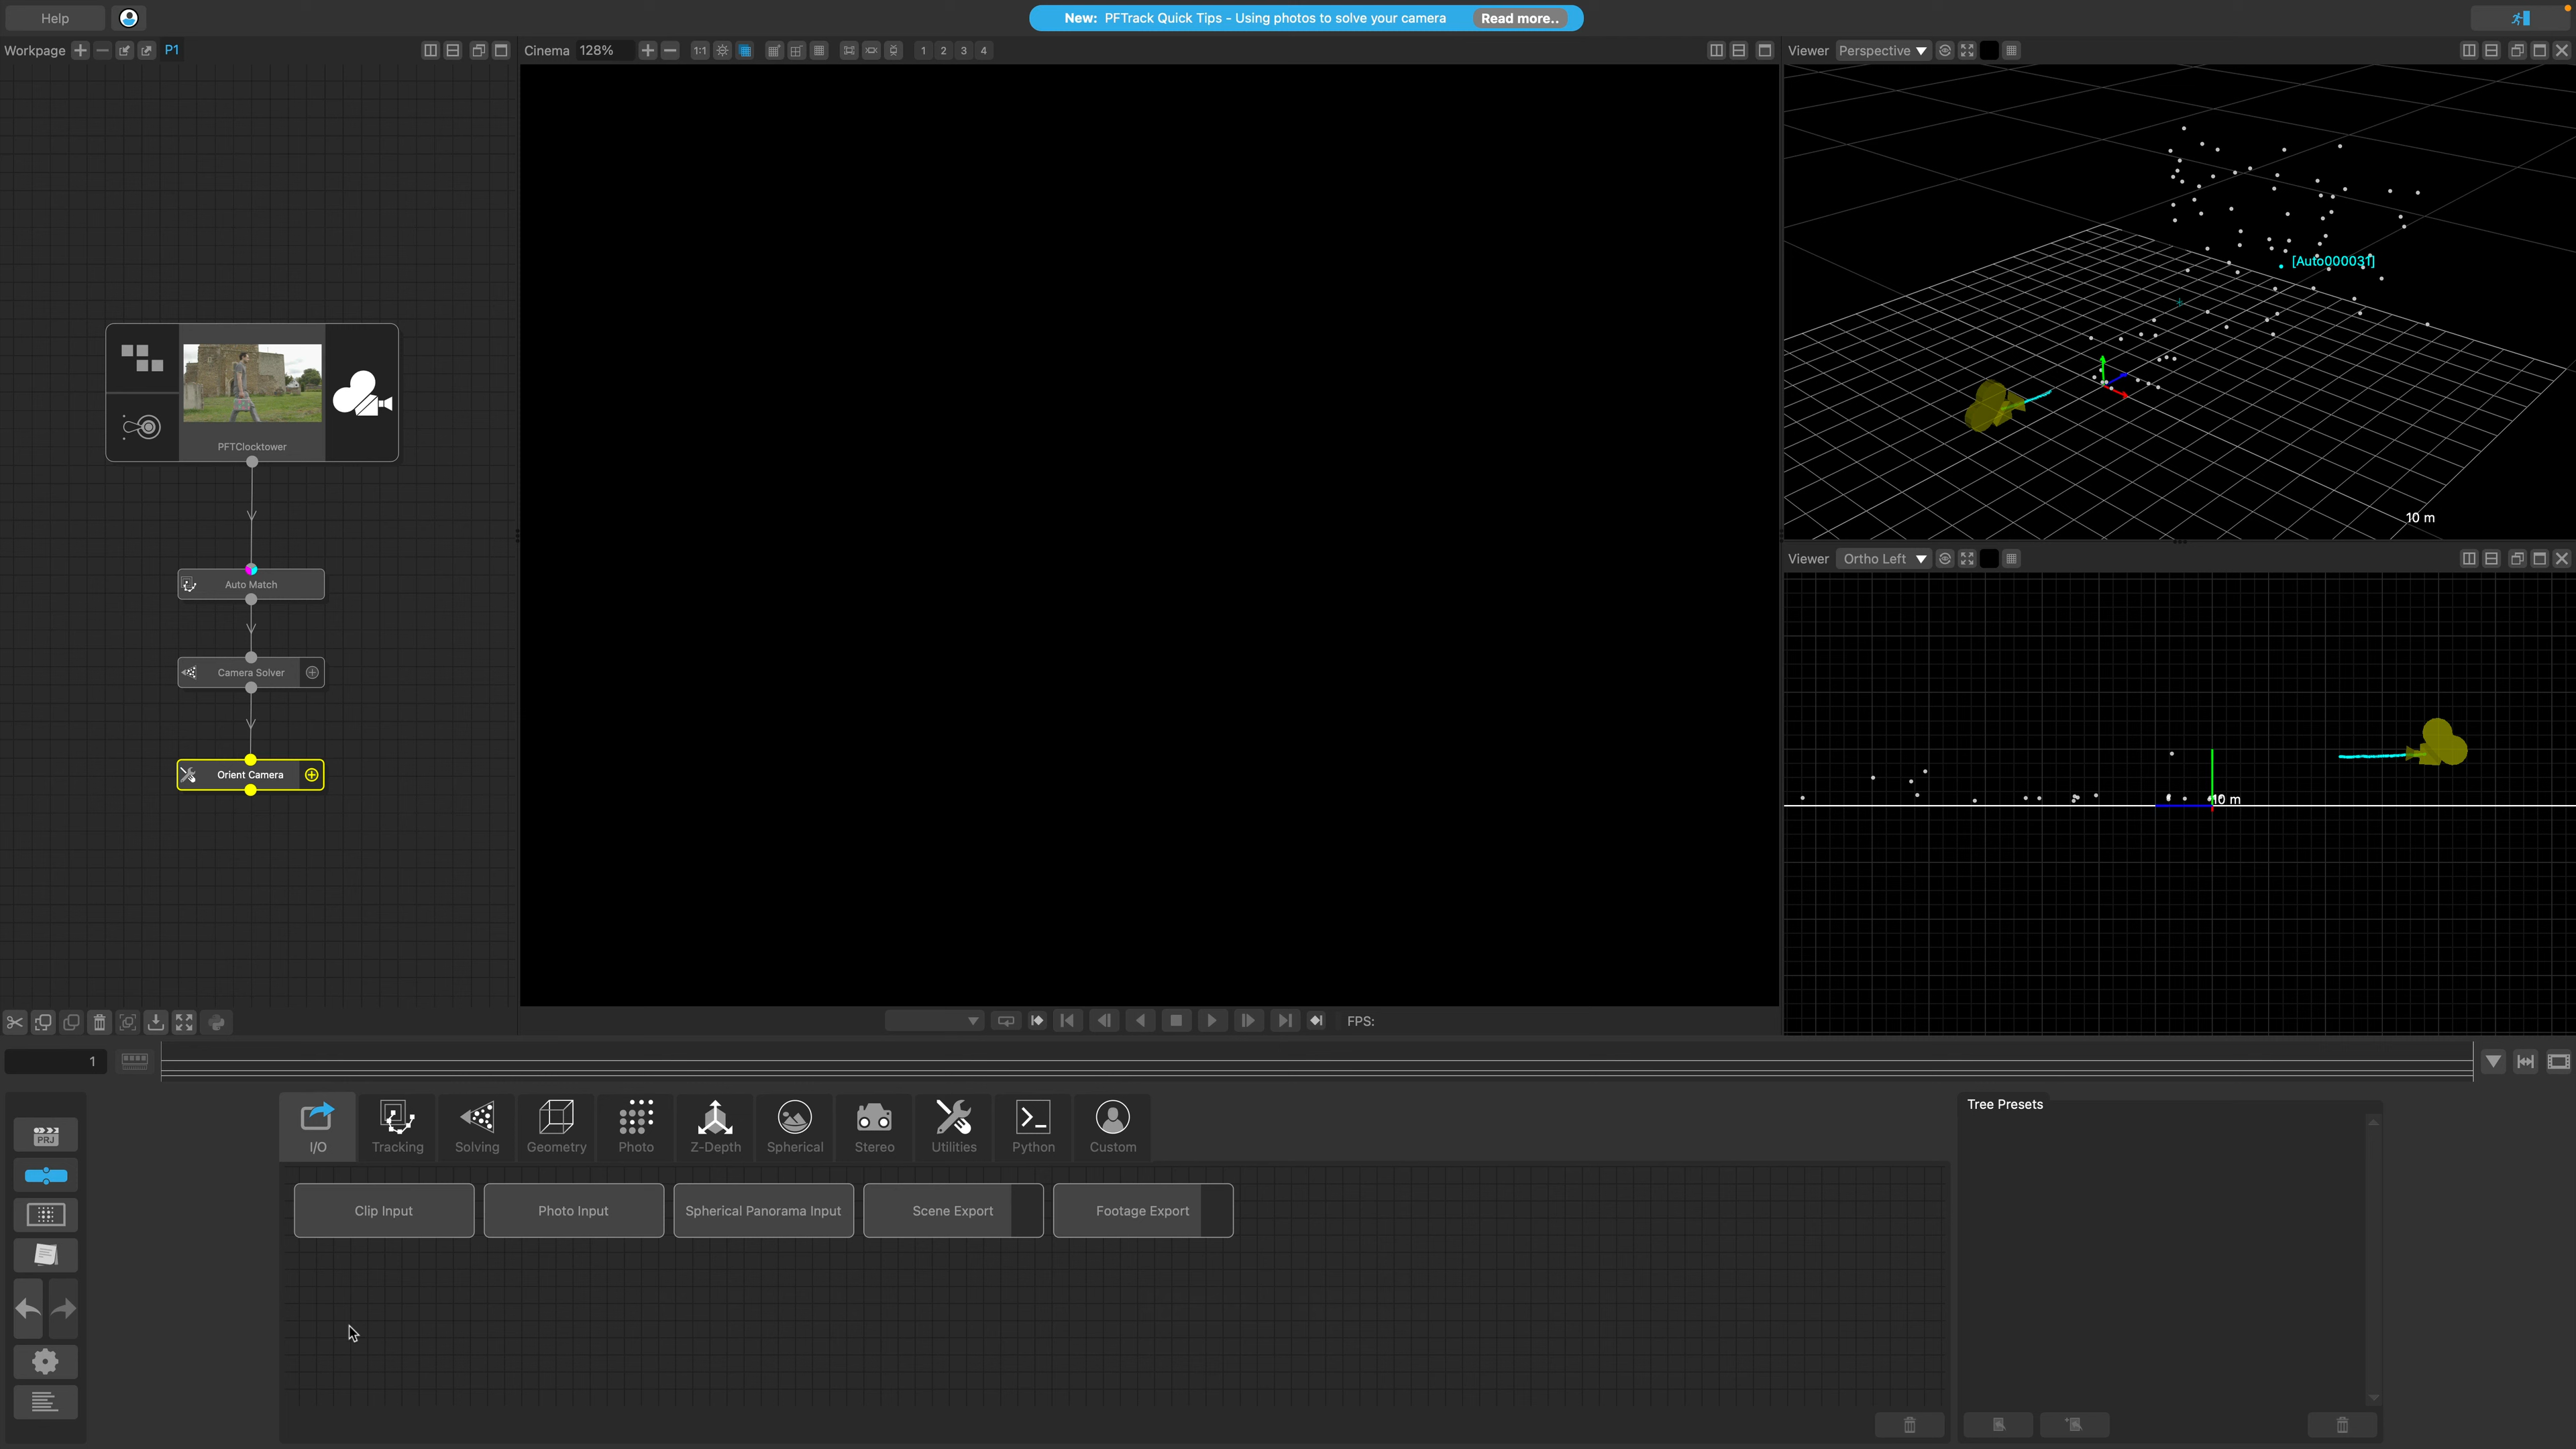 Help
New: PFTrack Quick Tips - Using photos to solve your camera Read more..
Workpage P1
Cinema 128% 1:1 1 2 3 4
Viewer Perspective
[Auto000031]
10 m
PFTClocktower
Auto Match
Camera Solver
Orient Camera
Viewer Ortho Left
10 m
FPS:
1
PRJ
I/O Tracking Solving Geometry Photo Z-Depth Spherical Stereo Utilities Python Custom
Clip Input Photo Input Spherical Panorama Input Scene Export Footage Export
Tree Presets